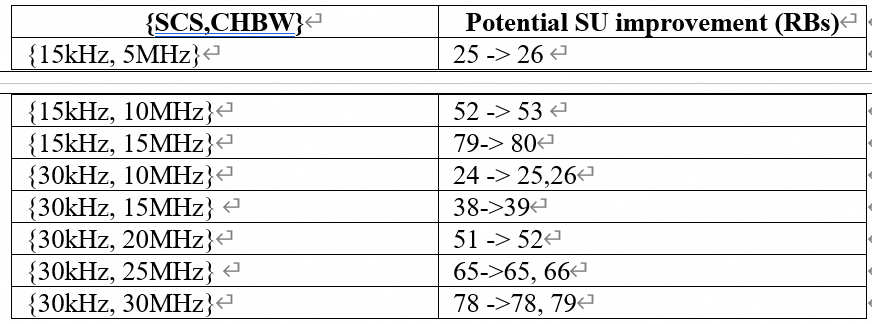 {SCS,CHBW} Potential SU improvement (RBs)
{15kHz, 5MHz} 25 -> 26
{15kHz, 10MHz} 52 -> 53
{15kHz, 15MHz} 79-> 80
{30kHz, 10MHz} 24 -> 25,26
{30kHz, 15MHz} 38->39
{30kHz, 20MHz} 51 -> 52
{30kHz, 25MHz} 65->65, 66
{30kHz, 30MHz} 78 ->78, 79